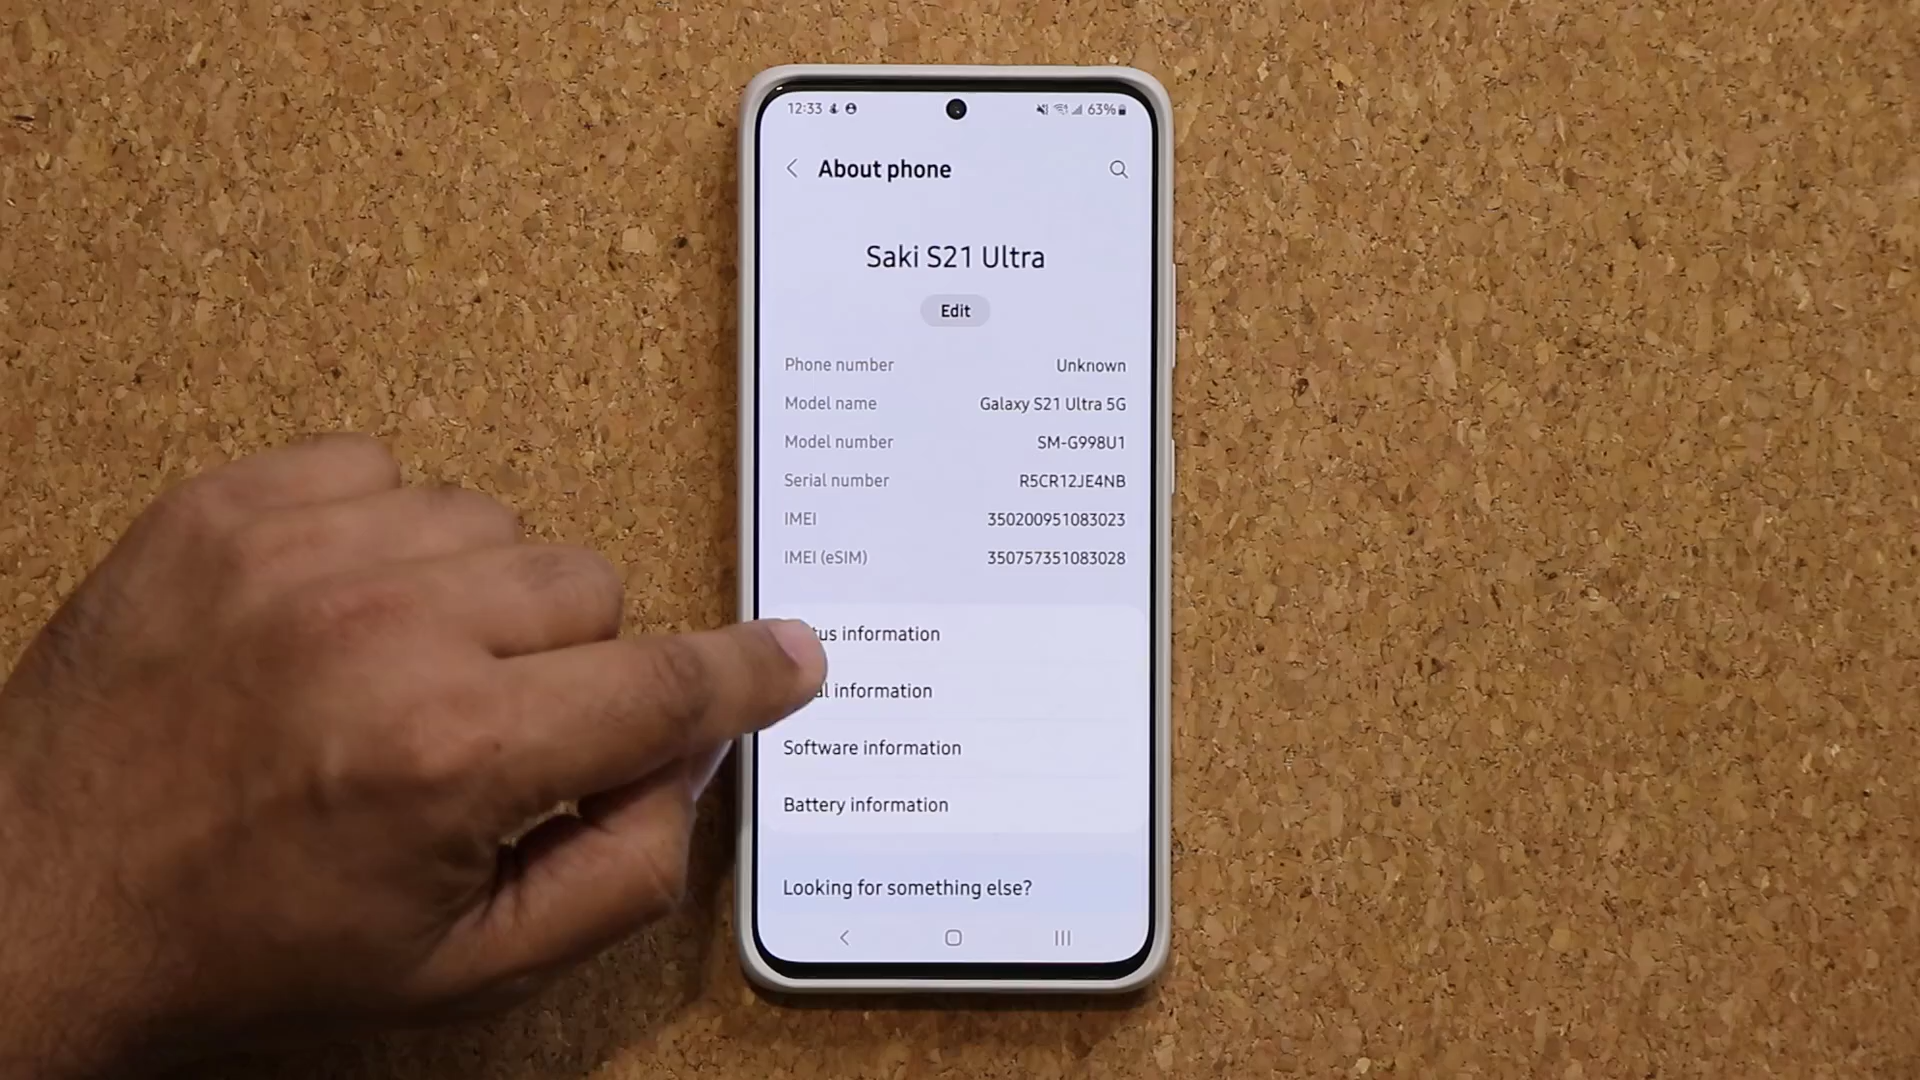 12:33 63%
About phone
Saki S21 Ultra
Edit
Phone number Unknown
Model name Galaxy S21 Ultra 5G
Model number SM-G998U1
Serial number R5CR12JE4NB
IMEI 350200951083023
IMEI (eSIM) 350757351083028
tus information
al information
Software information
Battery information
Looking for something else?